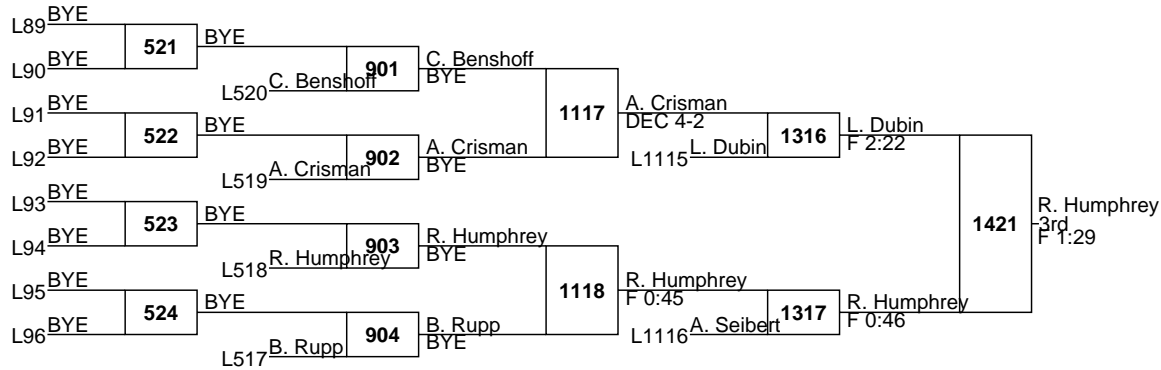 L89 BYE
521
BYE
L90 BYE
901
C. Benshoff
BYE
L520 C. Benshoff
1117
A. Crisman
DEC 4-2
L91 BYE
522
BYE
L92 BYE
902
A. Crisman
BYE
L519 A. Crisman
L1115 L. Dubin
1316
L. Dubin
F 2:22
L93 BYE
523
BYE
L94 BYE
903
R. Humphrey
BYE
L518 R. Humphrey
1118
R. Humphrey
F 0:45
L95 BYE
524
BYE
L96 BYE
904
B. Rupp
BYE
L517 B. Rupp
L1116 A. Seibert
1317
R. Humphrey
F 0:46
1421
R. Humphrey
3rd
F 1:29